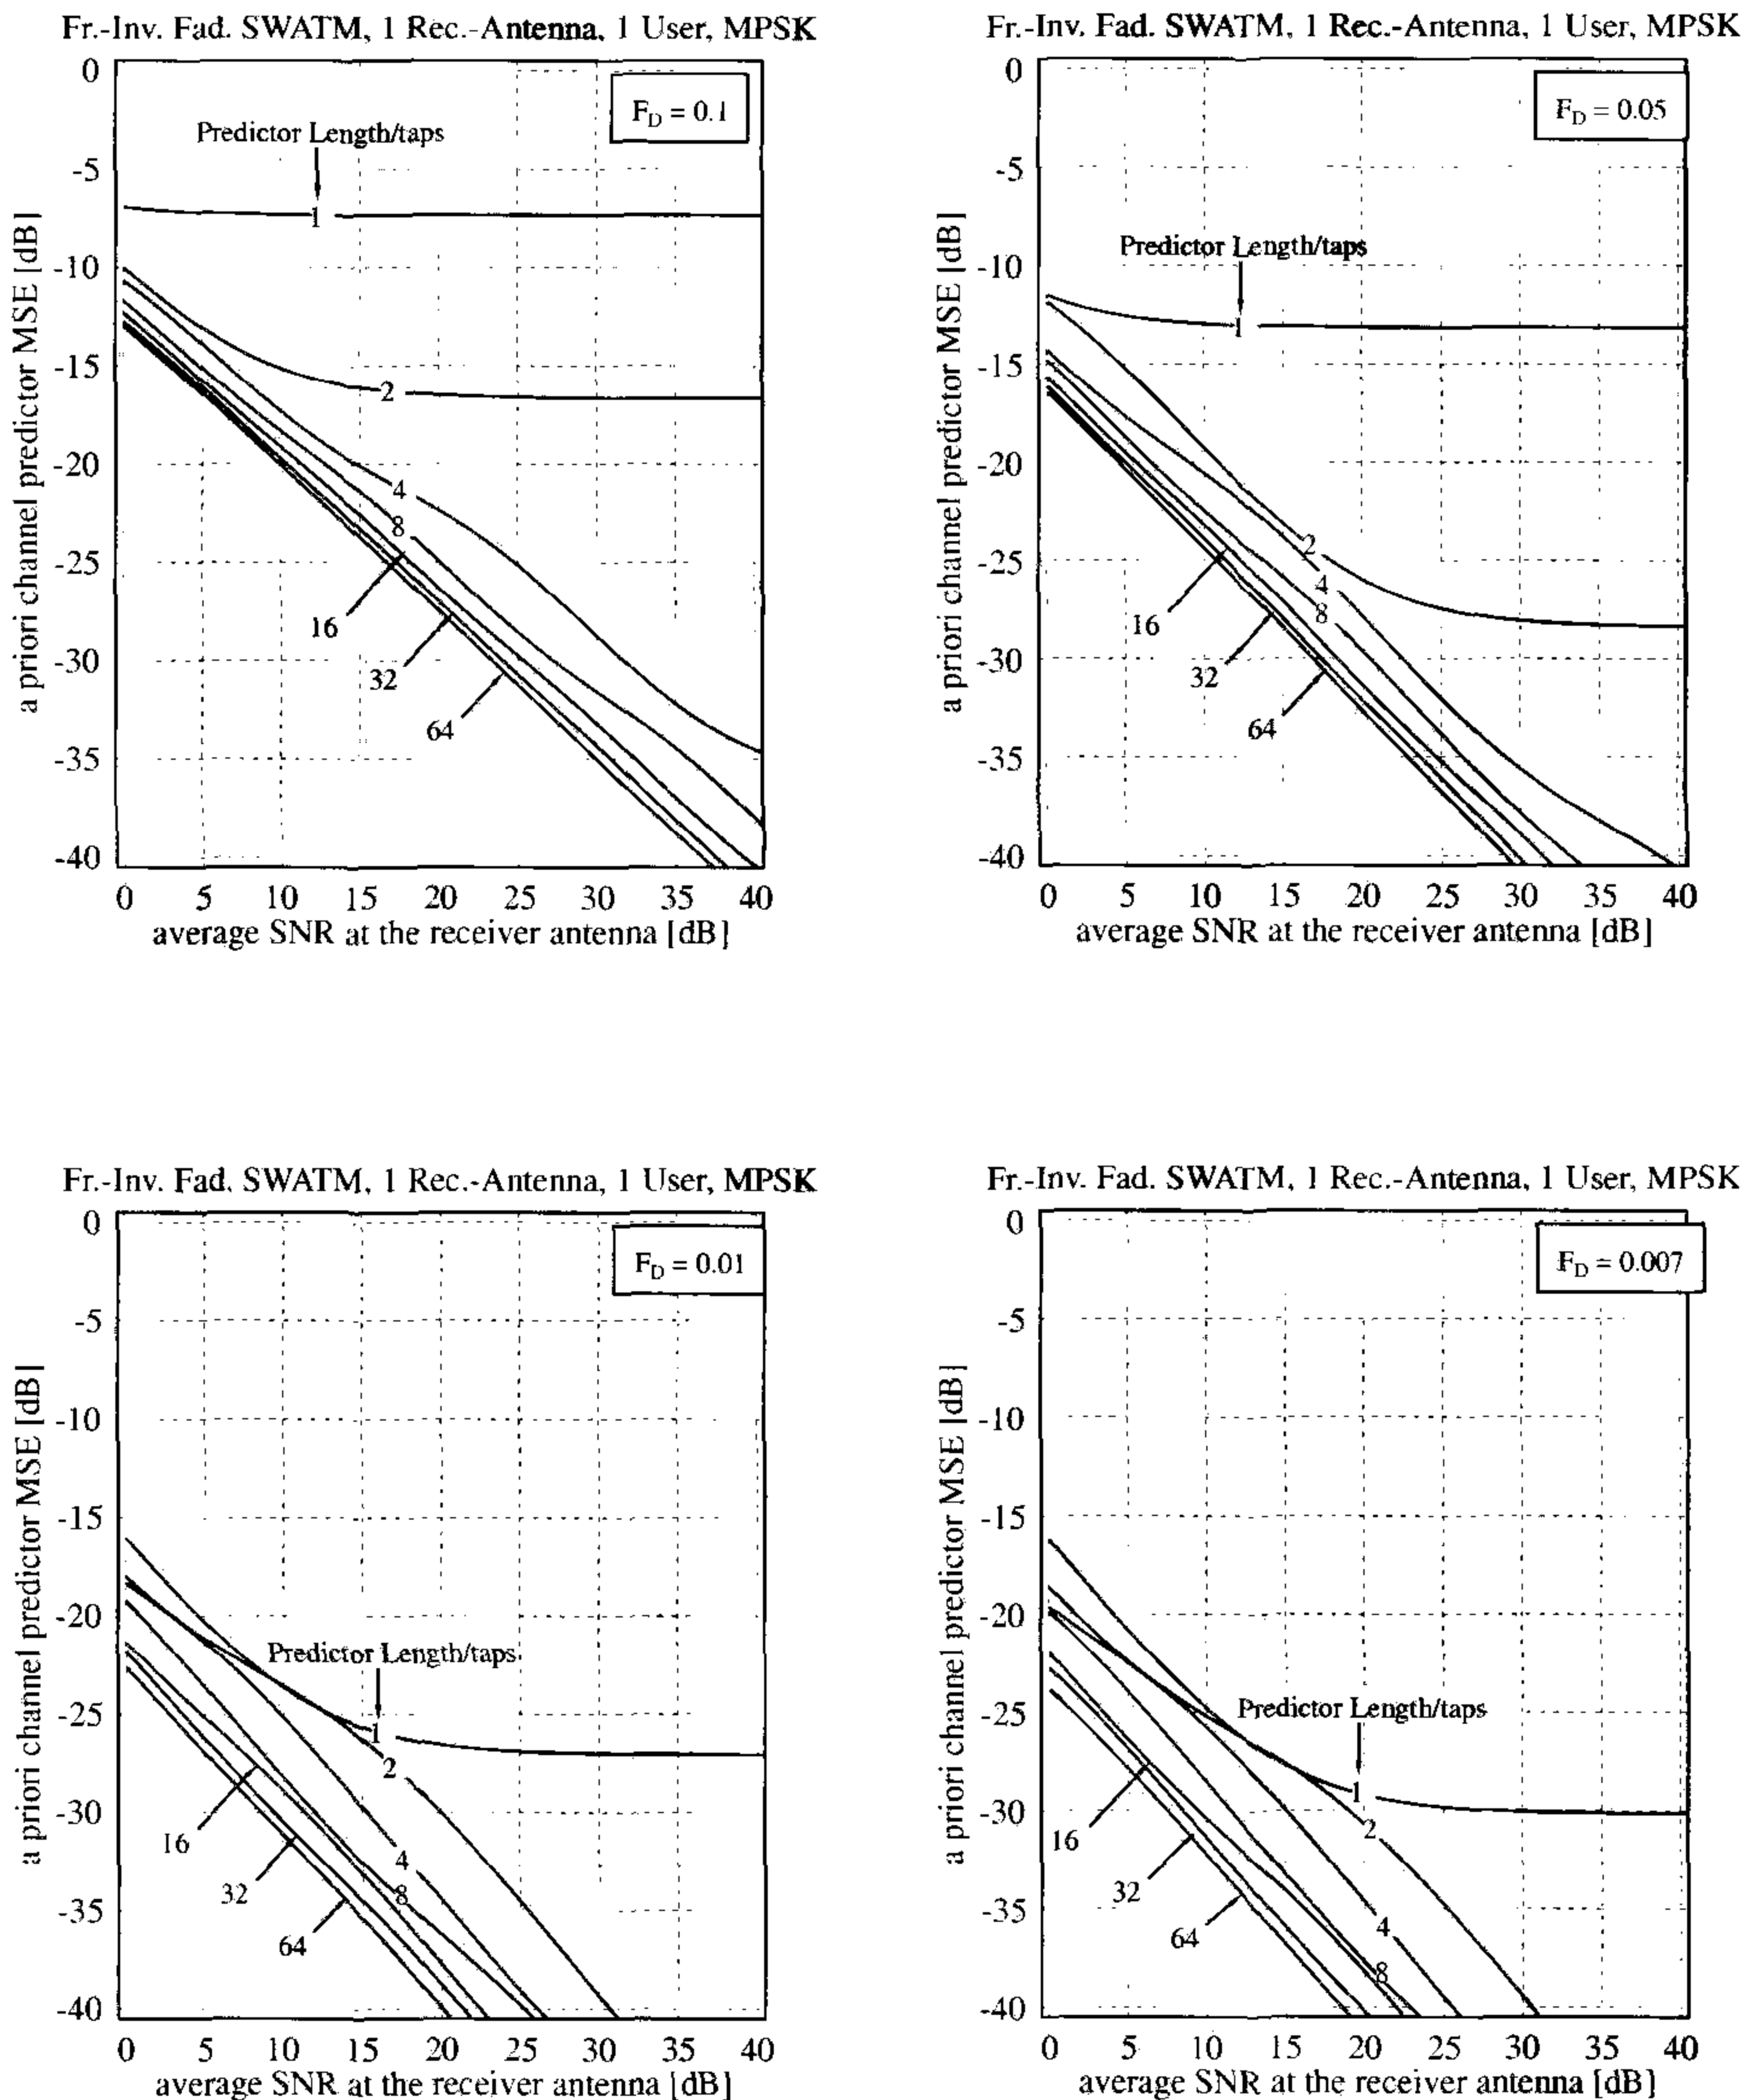 Fr.-Inv. Fad. SWATM, 1 Rec.-Antenna, 1 User, MPSK
F_D = 0.1
Predictor Length/taps
1
2
4
8
16
32
64
a priori channel predictor MSE [dB]
0
-5
-10
-15
-20
-25
-30
-35
-40
0 5 10 15 20 25 30 35 40
average SNR at the receiver antenna [dB]
Fr.-Inv. Fad. SWATM, 1 Rec.-Antenna, 1 User, MPSK
F_D = 0.05
Predictor Length/taps
1
2
4
8
16
32
64
a priori channel predictor MSE [dB]
0
-5
-10
-15
-20
-25
-30
-35
-40
0 5 10 15 20 25 30 35 40
average SNR at the receiver antenna [dB]
Fr.-Inv. Fad. SWATM, 1 Rec.-Antenna, 1 User, MPSK
F_D = 0.01
Predictor Length/taps
1
2
4
8
16
32
64
a priori channel predictor MSE [dB]
0
-5
-10
-15
-20
-25
-30
-35
-40
0 5 10 15 20 25 30 35 40
average SNR at the receiver antenna [dB]
Fr.-Inv. Fad. SWATM, 1 Rec.-Antenna, 1 User, MPSK
F_D = 0.007
Predictor Length/taps
1
2
4
8
16
32
64
a priori channel predictor MSE [dB]
0
-5
-10
-15
-20
-25
-30
-35
-40
0 5 10 15 20 25 30 35 40
average SNR at the receiver antenna [dB]